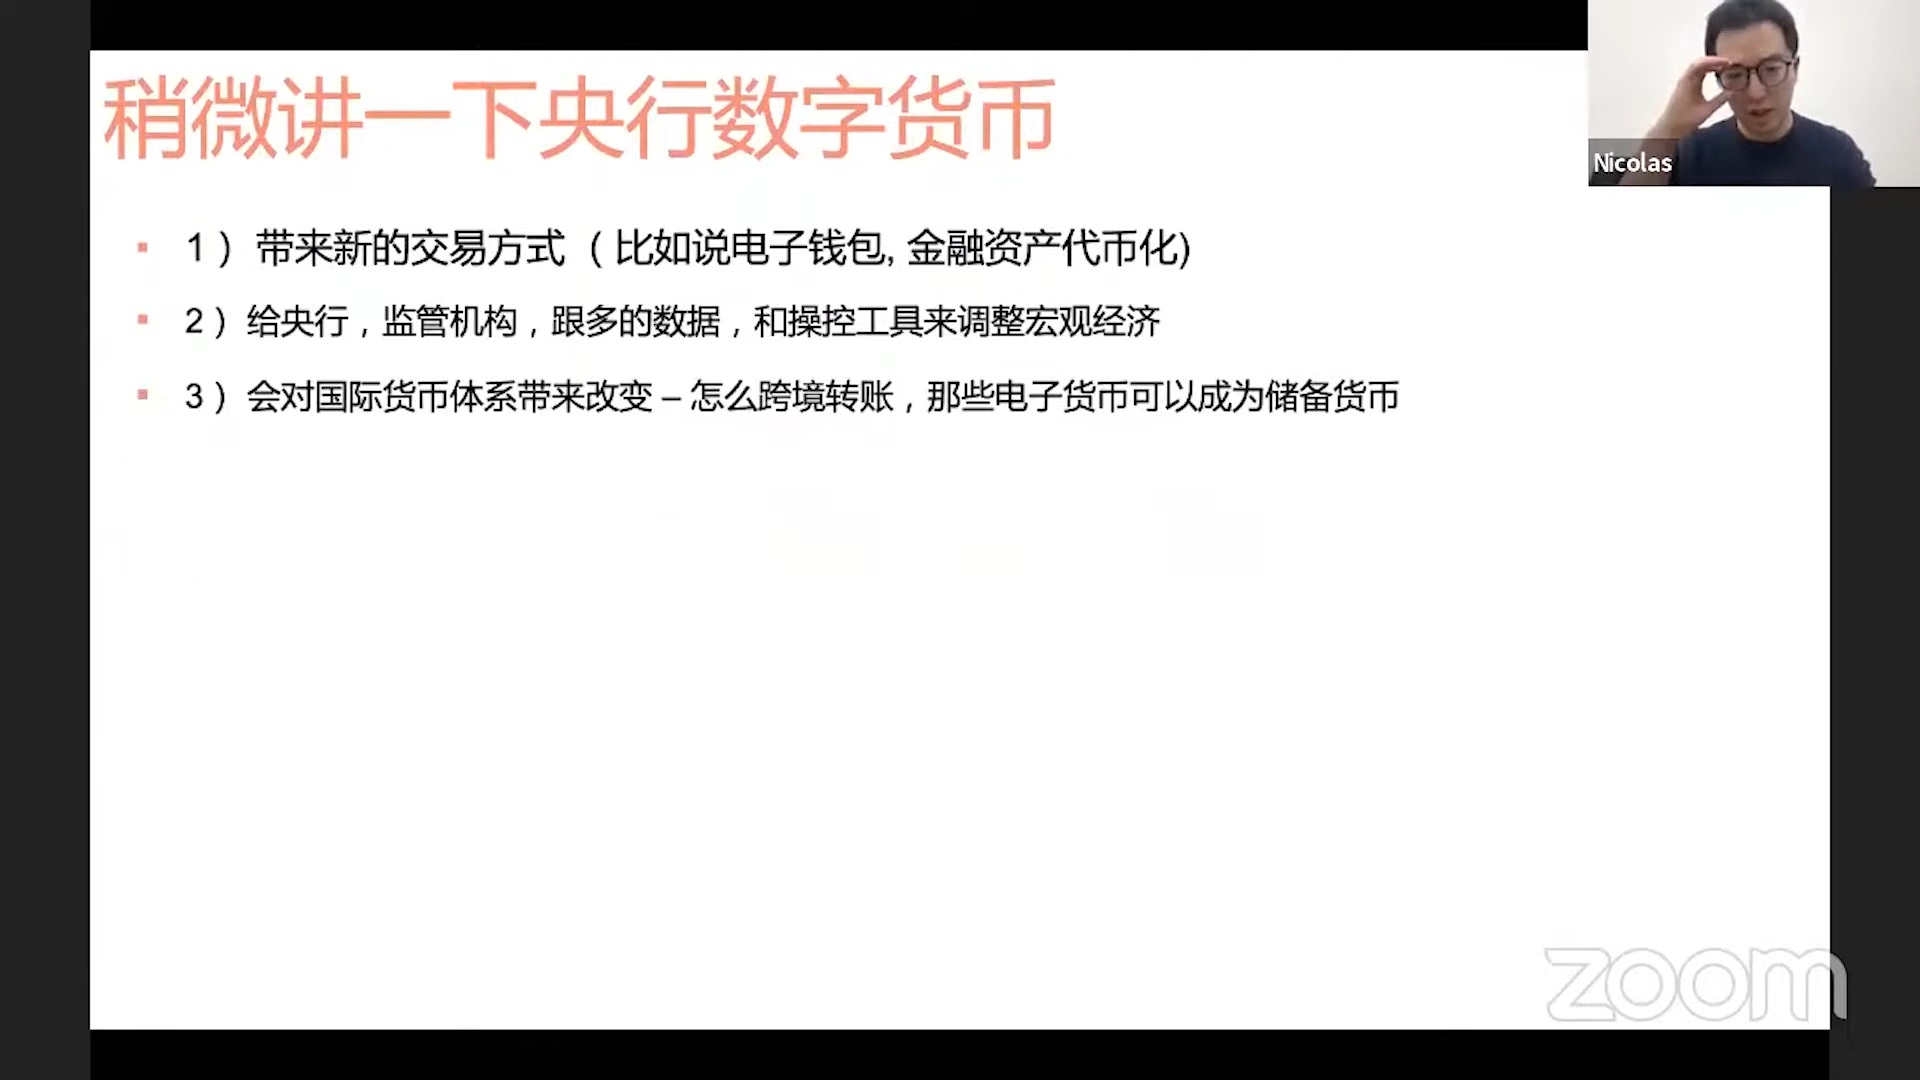 稍微讲一下央行数字货币
Nicolas
▪ 1） 带来新的交易方式 （ 比如说电子钱包, 金融资产代币化)
▪ 2） 给央行，监管机构，跟多的数据，和操控工具来调整宏观经济
▪ 3） 会对国际货币体系带来改变 – 怎么跨境转账，那些电子货币可以成为储备货币
zoom